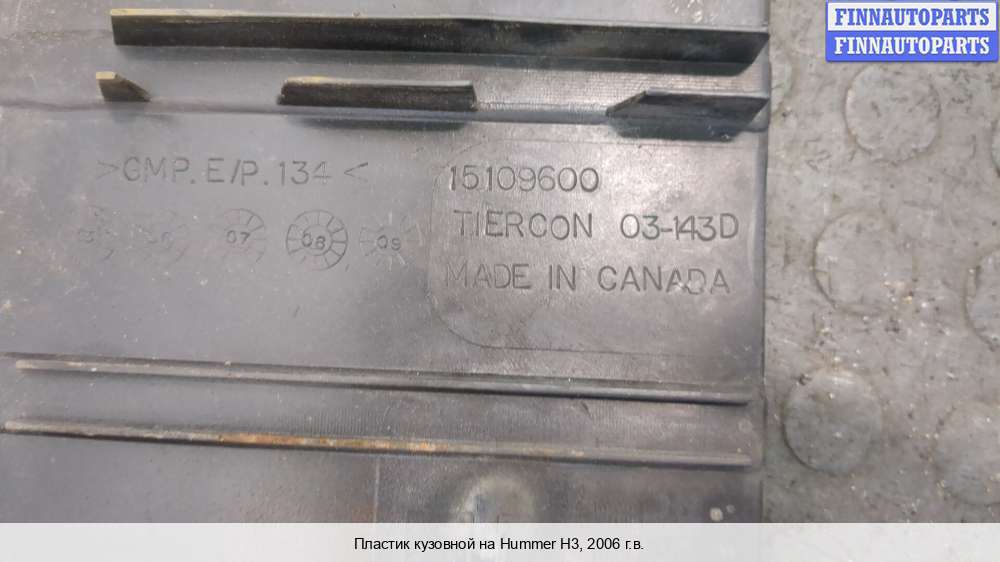 FINNAUTOPARTS
FINNAUTOPARTS
>GMP.E/P.134<
15109600
TIERCON 03-143D
MADE IN CANADA
07 08 09
Пластик кузовной на Hummer H3, 2006 г.в.